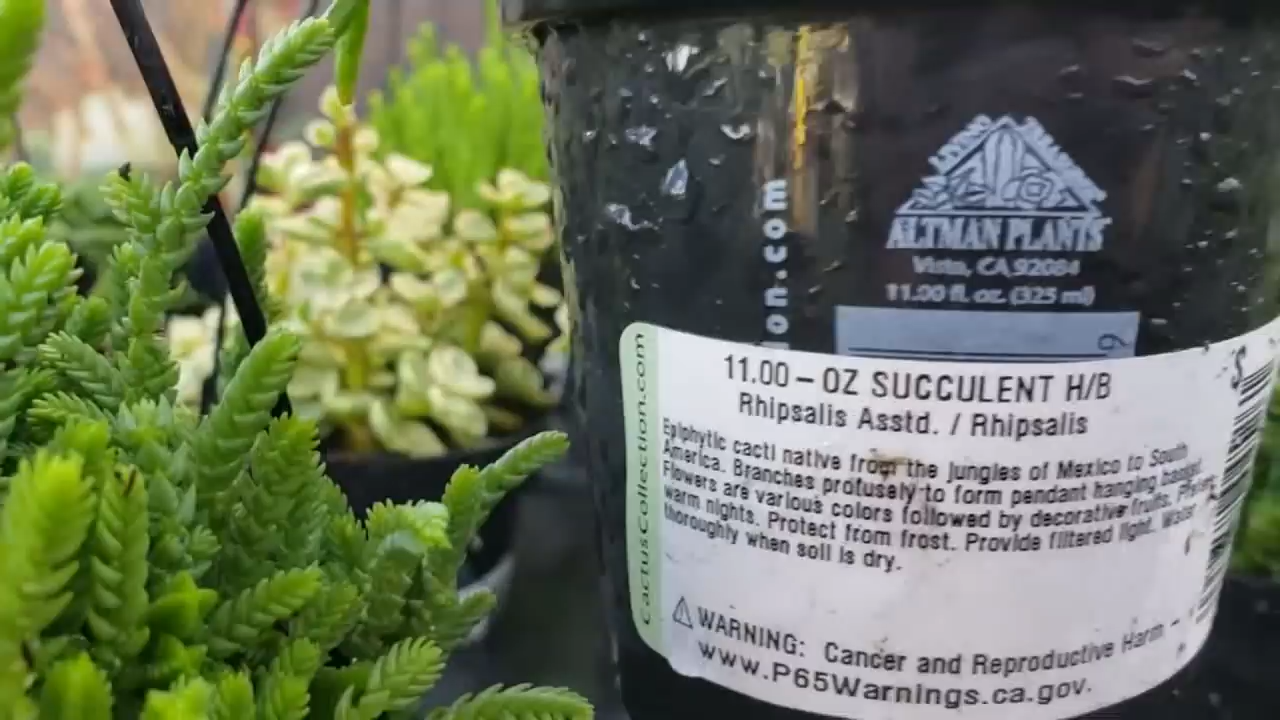 ALTMAN PLANTS
Vista, CA 92084
11.00 fl. oz. (325 ml)
11.00 – OZ SUCCULENT H/B
Rhipsalis Asstd. / Rhipsalis
Epiphytic cacti native from the jungles of Mexico to South
America. Branches profusely to form pendant hanging basket.
Flowers are various colors followed by decorative fruits.
warm nights. Protect from frost. Provide filtered light. Water
thoroughly when soil is dry.
CactusCollection.com
⚠ WARNING: Cancer and Reproductive Harm –
www.P65Warnings.ca.gov.